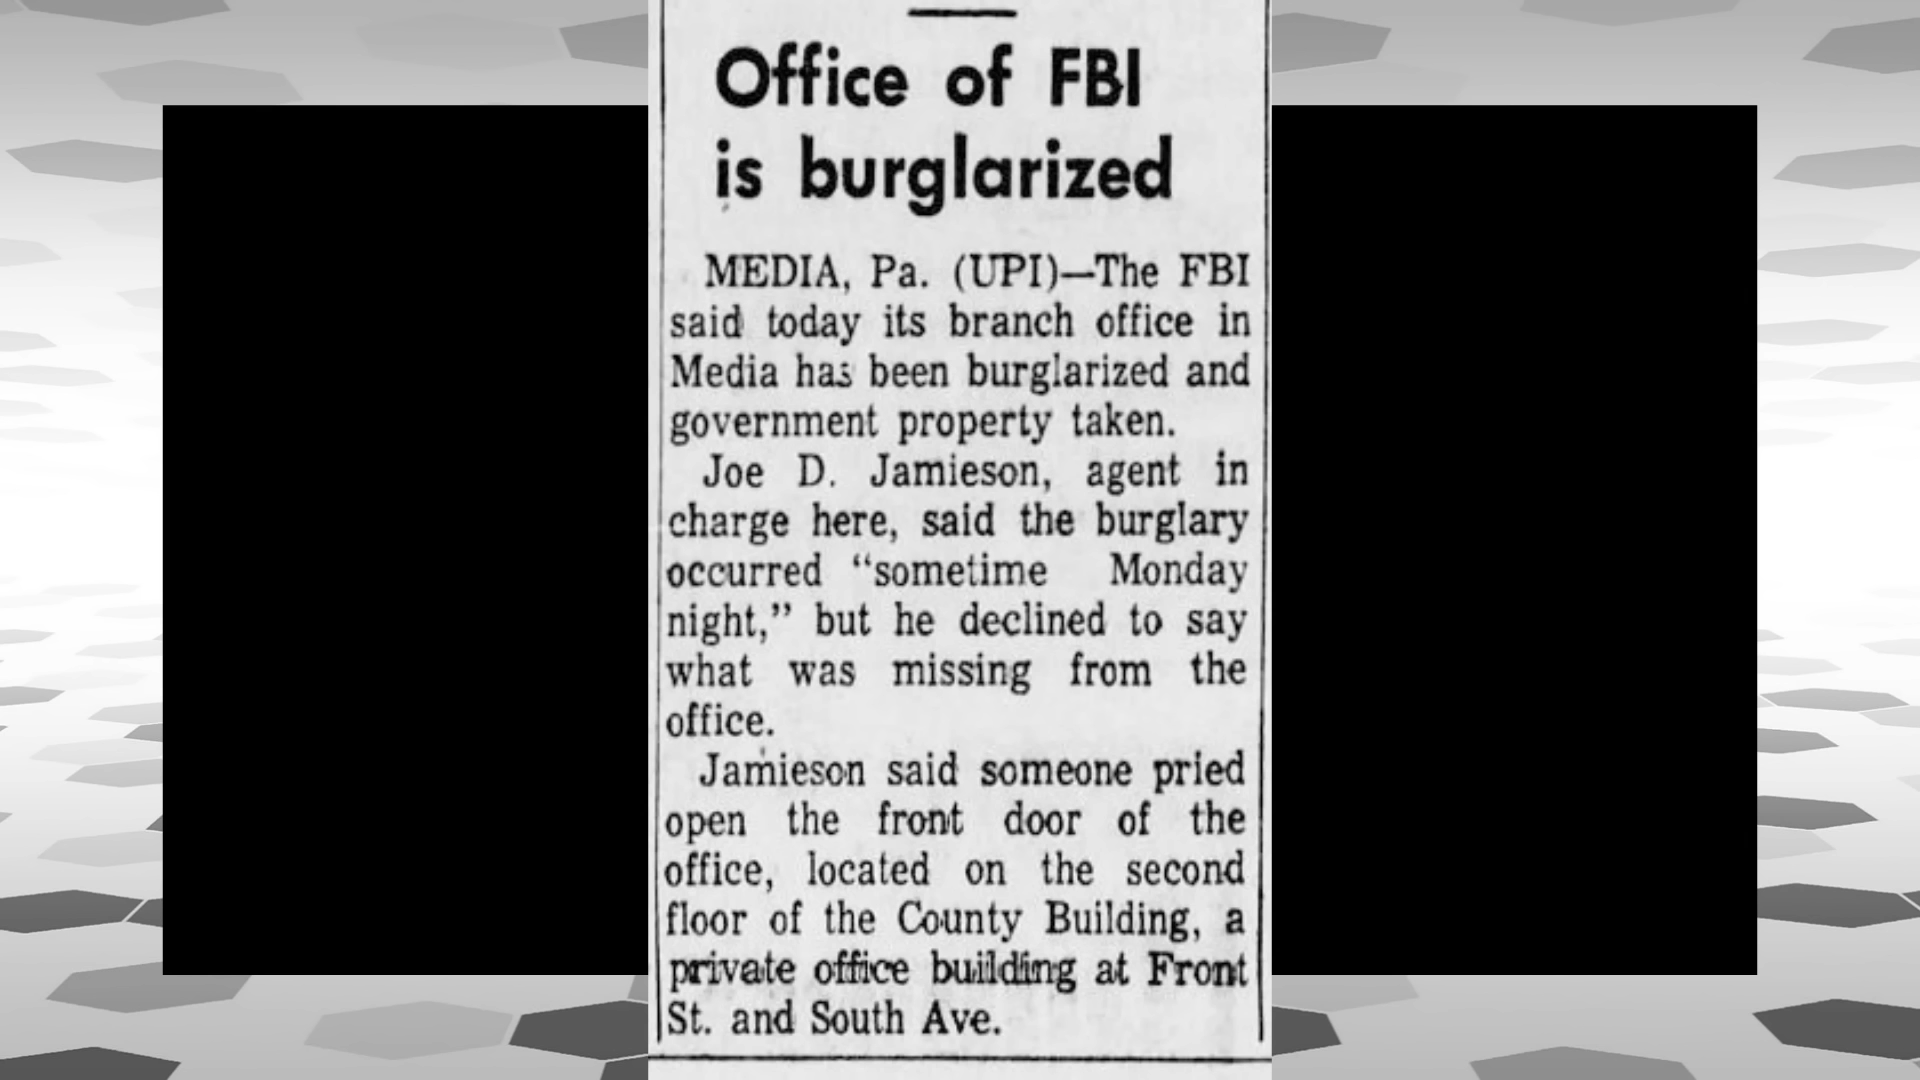 Office of FBI
is burglarized
MEDIA, Pa. (UPI)—The FBI
said today its branch office in
Media has been burglarized and
government property taken.
Joe D. Jamieson, agent in
charge here, said the burglary
occurred “sometime Monday
night,” but he declined to say
what was missing from the
office.
Jamieson said someone pried
open the front door of the
office, located on the second
floor of the County Building, a
private office building at Front
St. and South Ave.